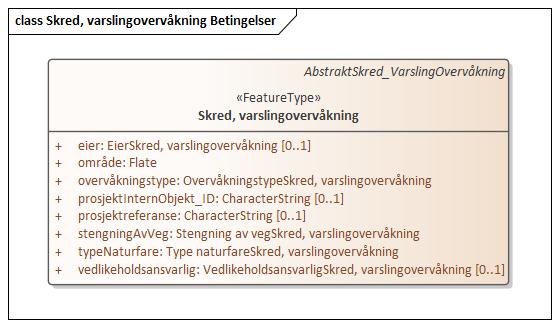 class Skred, varslingovervåkning Betingelser
AbstraktSkred_VarslingOvervåkning
«FeatureType»
Skred, varslingovervåkning
+ eier: EierSkred, varslingovervåkning [0..1]
+ område: Flate
+ overvåkningstype: OvervåkningstypeSkred, varslingovervåkning
+ prosjektInternObjekt_ID: CharacterString [0..1]
+ prosjektreferanse: CharacterString [0..1]
+ stengningAvVeg: Stengning av vegSkred, varslingovervåkning
+ typeNaturfare: Type naturfareSkred, varslingovervåkning
+ vedlikeholdsansvarlig: VedlikeholdsansvarligSkred, varslingovervåkning [0..1]